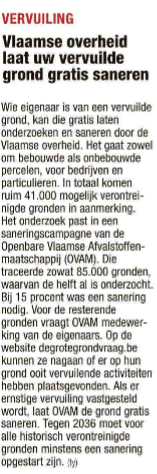 VERVUILING
Vlaamse overheid
laat uw vervuilde
grond gratis saneren
Wie eigenaar is van een vervuilde
grond, kan die gratis laten
onderzoeken en saneren door de
Vlaamse overheid. Het gaat zowel
om bebouwde als onbebouwde
percelen, voor bedrijven en
particulieren. In totaal komen
ruim 41.000 mogelijk verontrei-
nigde gronden in aanmerking.
Het onderzoek past in een
saneringscampagne van de
Openbare Vlaamse Afvalstoffen-
maatschappij (OVAM). Die
traceerde zowat 85.000 gronden,
waarvan de helft al is onderzocht.
Bij 15 procent was een sanering
nodig. Voor de resterende
gronden vraagt OVAM medewer-
king van de eigenaars. Op de
website degrotegrondvraag.be
kunnen ze nagaan of er op hun
grond ooit vervuilende activiteiten
hebben plaatsgevonden. Als er
ernstige vervuiling vastgesteld
wordt, laat OVAM de grond gratis
saneren. Tegen 2036 moet voor
alle historisch verontreinigde
gronden minstens een sanering
opgestart zijn. (ty)